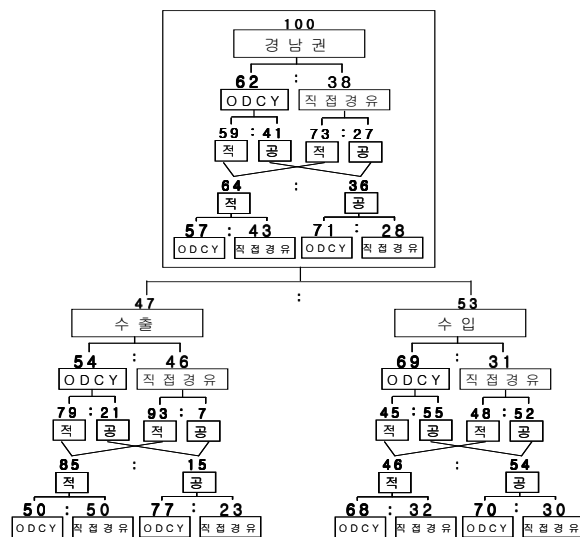 100
경남권
62 : 38
ODCY 직접경유
59 : 41 73 : 27
적 공 적 공
64 : 36
적 공
57 : 43 71 : 28
ODCY 직접경유 ODCY 직접경유
47 : 53
수출 수입
54 : 46 69 : 31
ODCY 직접경유 ODCY 직접경유
79 : 21 93 : 7 45 : 55 48 : 52
적 공 적 공 적 공 적 공
85 : 15 46 : 54
적 공 적 공
50 : 50 77 : 23 68 : 32 70 : 30
ODCY 직접경유 ODCY 직접경유 ODCY 직접경유 ODCY 직접경유